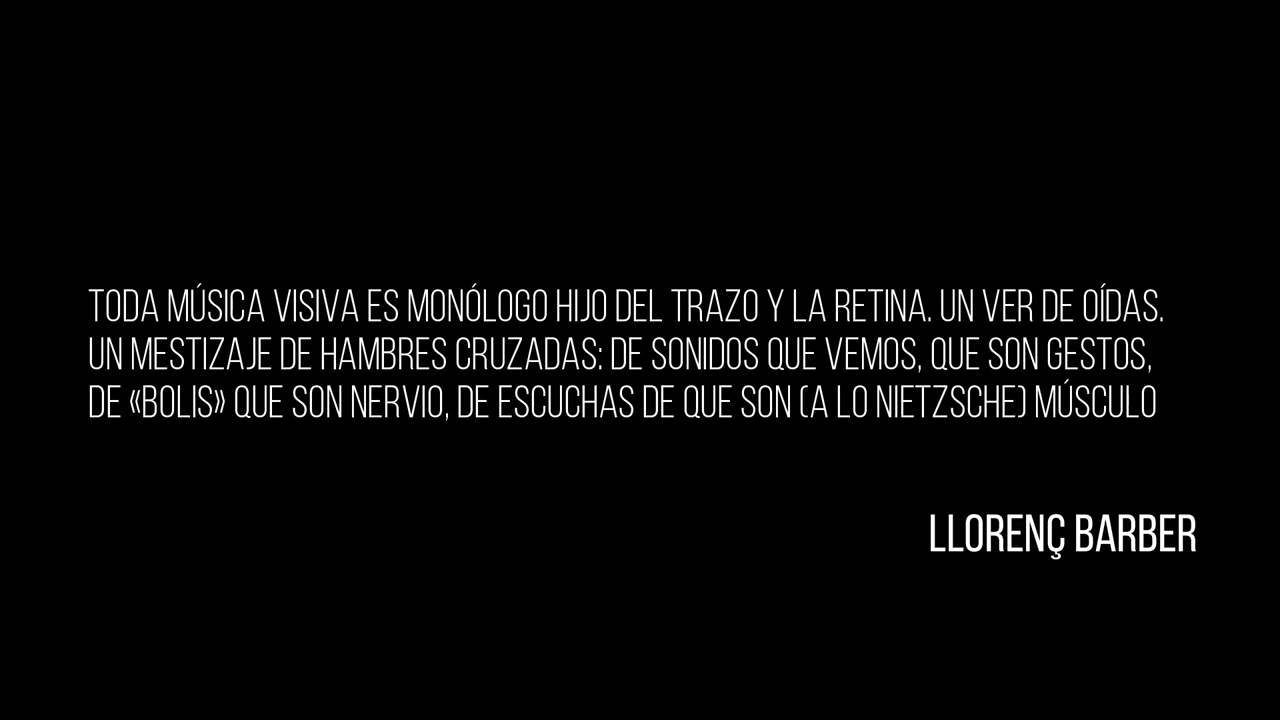 TODA MÚSICA VISIVA ES MONÓLOGO HIJO DEL TRAZO Y LA RETINA. UN VER DE OÍDAS.
UN MESTIZAJE DE HAMBRES CRUZADAS: DE SONIDOS QUE VEMOS, QUE SON GESTOS,
DE «BOLIS» QUE SON NERVIO, DE ESCUCHAS DE QUE SON (A LO NIETZSCHE) MÚSCULO
LLORENÇ BARBER